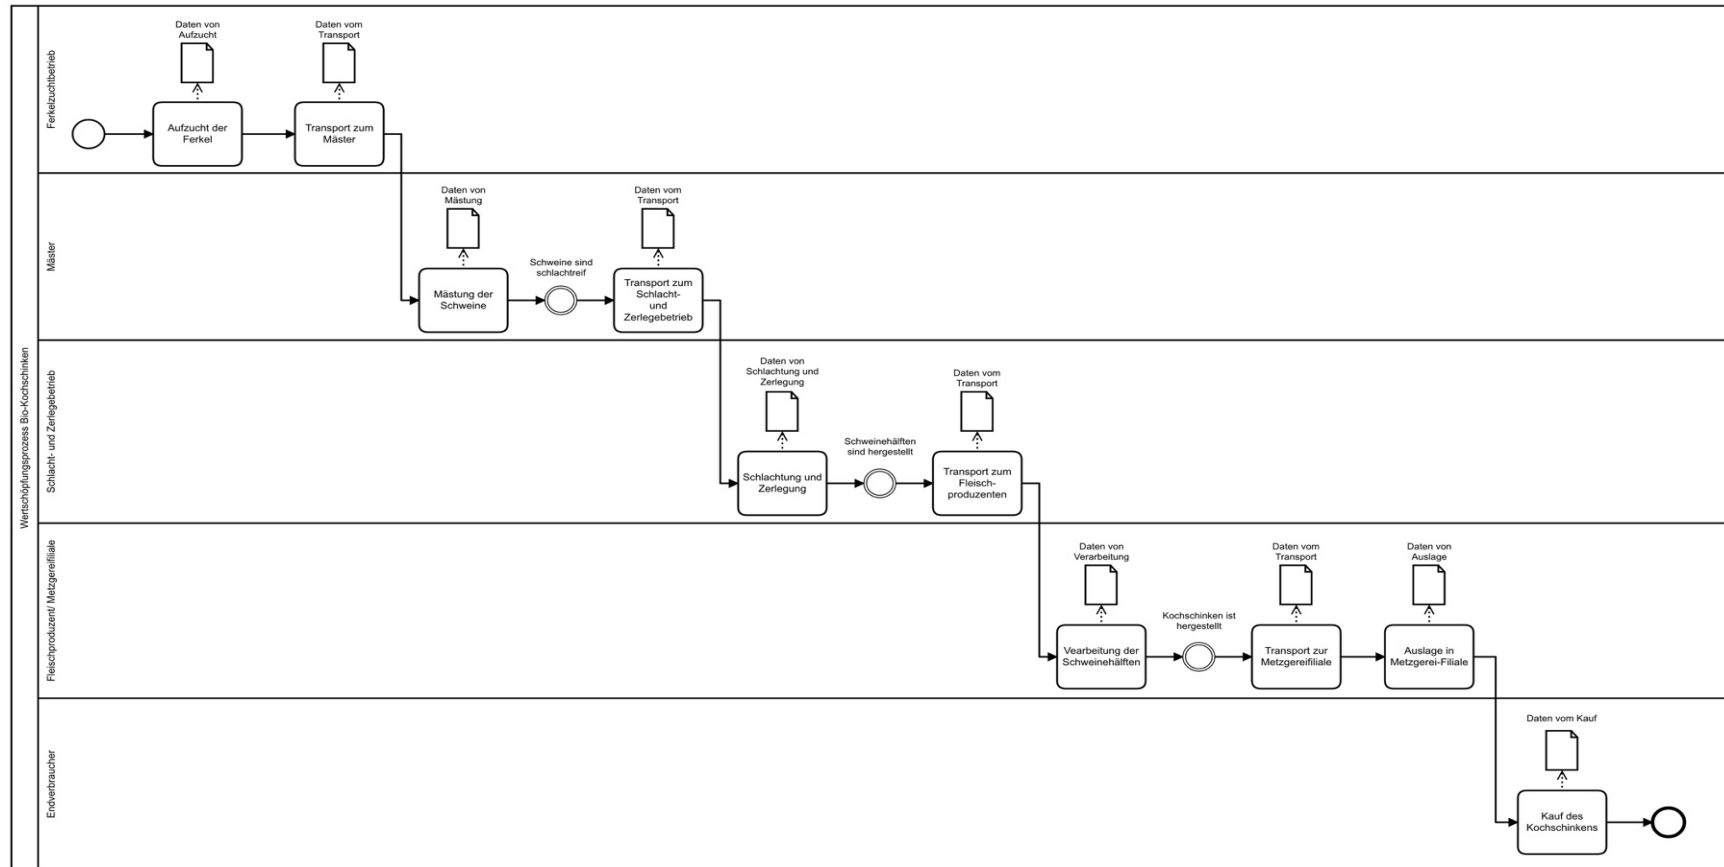 Wertschöpfungsprozess Bio-Kochschinken
Ferkelzuchtbetrieb
Daten von
Aufzucht
Daten vom
Transport
Aufzucht der
Ferkel
Transport zum
Mäster
Mäster
Daten von
Mästung
Daten vom
Transport
Mästung der
Schweine
Schweine sind
schlachtreif
Transport zum
Schlacht-
und
Zerlegebetrieb
Schlacht- und Zerlegebetrieb
Daten von
Schlachtung und
Zerlegung
Daten vom
Transport
Schlachtung und
Zerlegung
Schweinehälften
sind hergestellt
Transport zum
Fleisch-
produzenten
Fleischproduzent/ Metzgereifiliale
Daten von
Verarbeitung
Daten vom
Transport
Daten von
Auslage
Vearbeitung der
Schweinehälften
Kochschinken ist
hergestellt
Transport zur
Metzgereifiliale
Auslage in
Metzgerei-Filiale
Endverbraucher
Daten vom Kauf
Kauf des
Kochschinkens